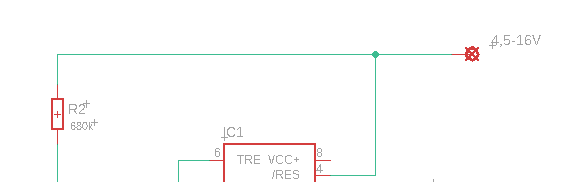 4,5-16V
R2
680k
IC1
6 TRE VCC+ 8
/RES 4